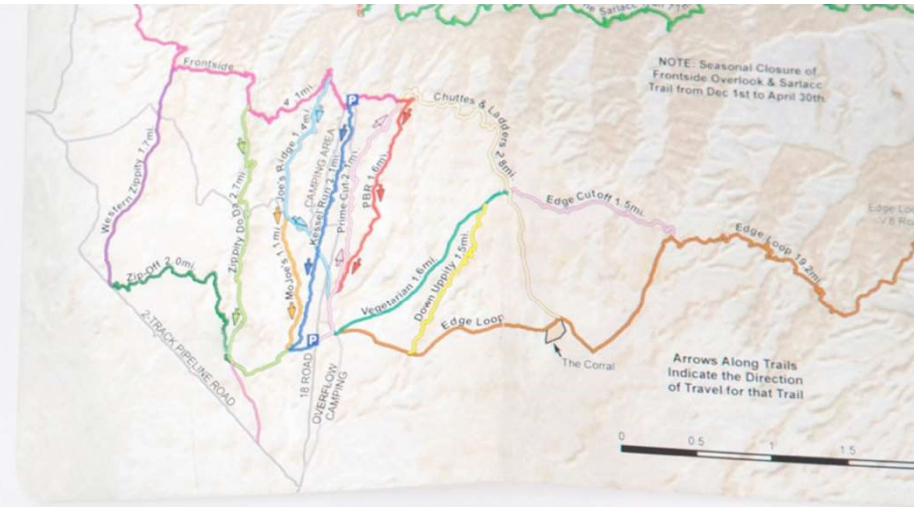 Frontside
4.1mi.
Chuttes & Ladders 2.8mi.
NOTE: Seasonal Closure of
Frontside Overlook & Sarlacc
Trail from Dec 1st to April 30th.
Western Zippity 1.7mi.
Zippity Do Da 2.7mi.
Joe's Ridge 1.4mi.
CAMPING AREA
Kessel Run 2.1mi.
Prime Cut 2.1mi.
PBR 1.6mi.
P
Edge Cutoff 1.5mi.
Edge Loop 19.2mi.
Edge Loo
Zip-Off 2.0mi.
MoJoe's
Vegetarian 1.6mi.
Down Uppity 1.5mi.
Edge Loop
P
The Corral
2-TRACK PIPELINE ROAD
18 ROAD
OVERFLOW
CAMPING
Arrows Along Trails
Indicate the Direction
of Travel for that Trail
0 0.5 1 1.5